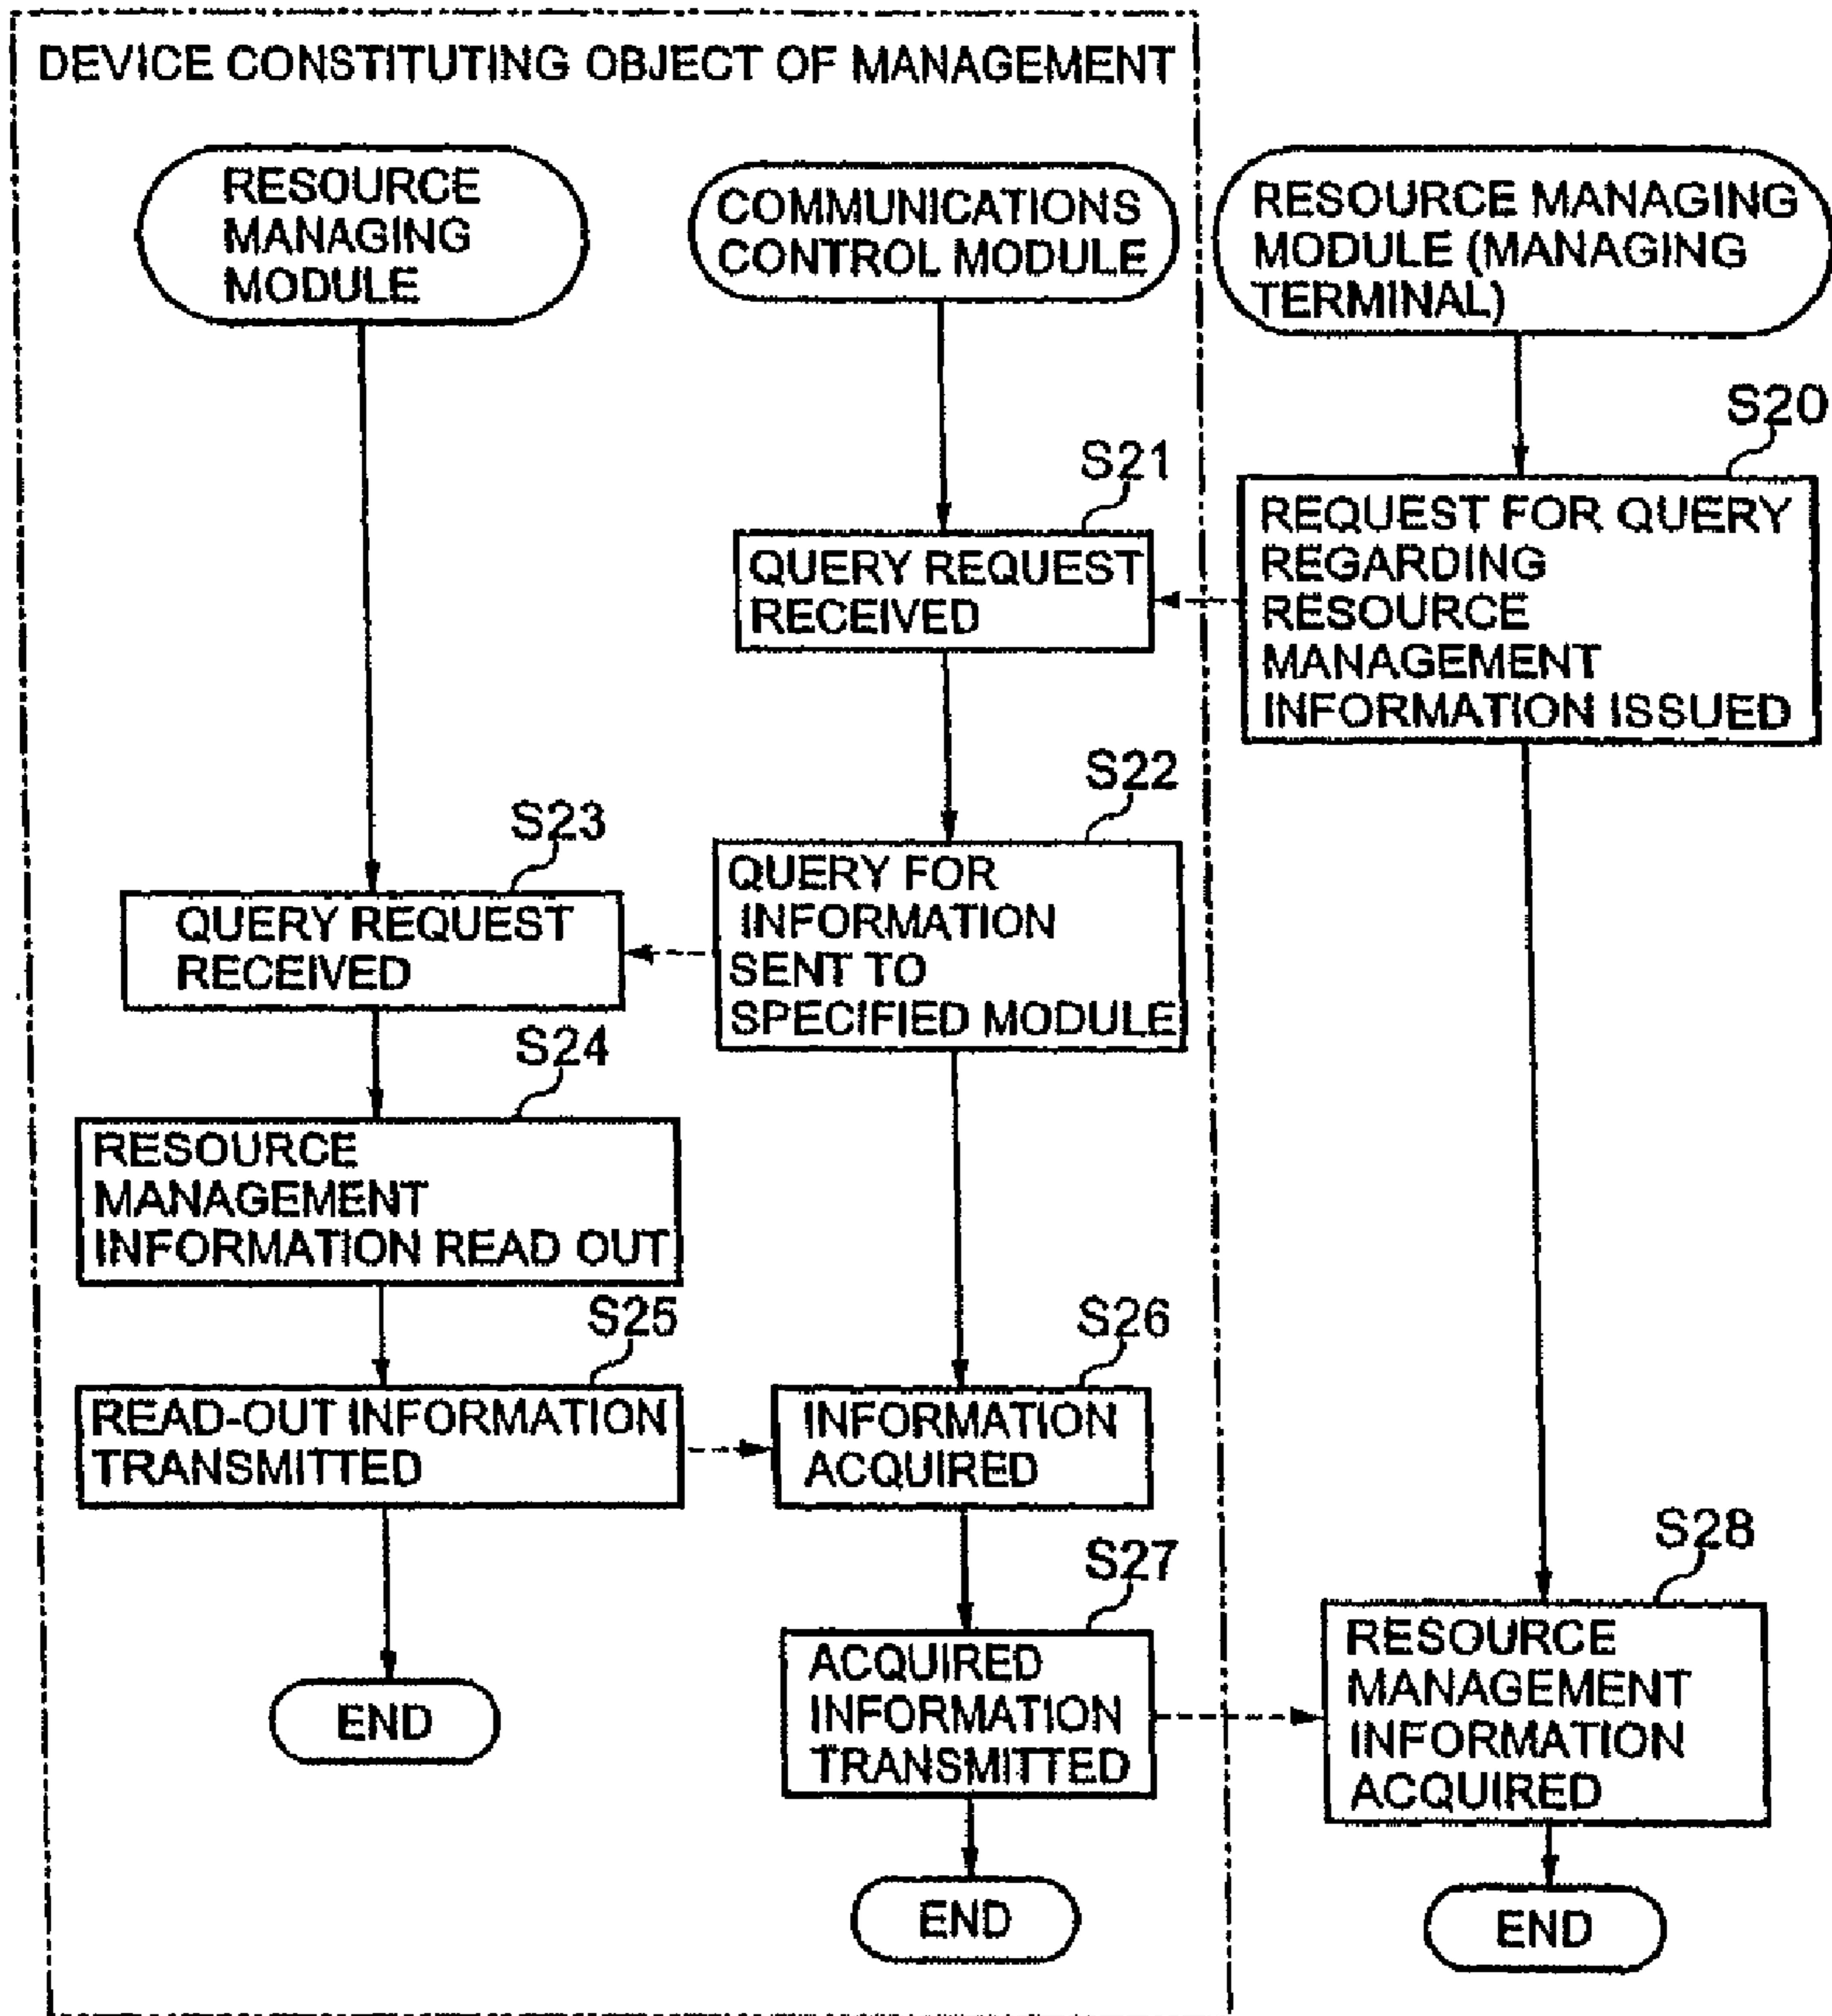 DEVICE CONSTITUTING OBJECT OF MANAGEMENT
RESOURCE
MANAGING
MODULE
COMMUNICATIONS
CONTROL MODULE
RESOURCE MANAGING
MODULE (MANAGING
TERMINAL)
S20
REQUEST FOR QUERY
REGARDING
RESOURCE
MANAGEMENT
INFORMATION ISSUED
S21
QUERY REQUEST
RECEIVED
S22
QUERY FOR
INFORMATION
SENT TO
SPECIFIED MODULE
S23
QUERY REQUEST
RECEIVED
S24
RESOURCE
MANAGEMENT
INFORMATION READ OUT
S25
READ-OUT INFORMATION
TRANSMITTED
S26
INFORMATION
ACQUIRED
S27
ACQUIRED
INFORMATION
TRANSMITTED
S28
RESOURCE
MANAGEMENT
INFORMATION
ACQUIRED
END
END
END